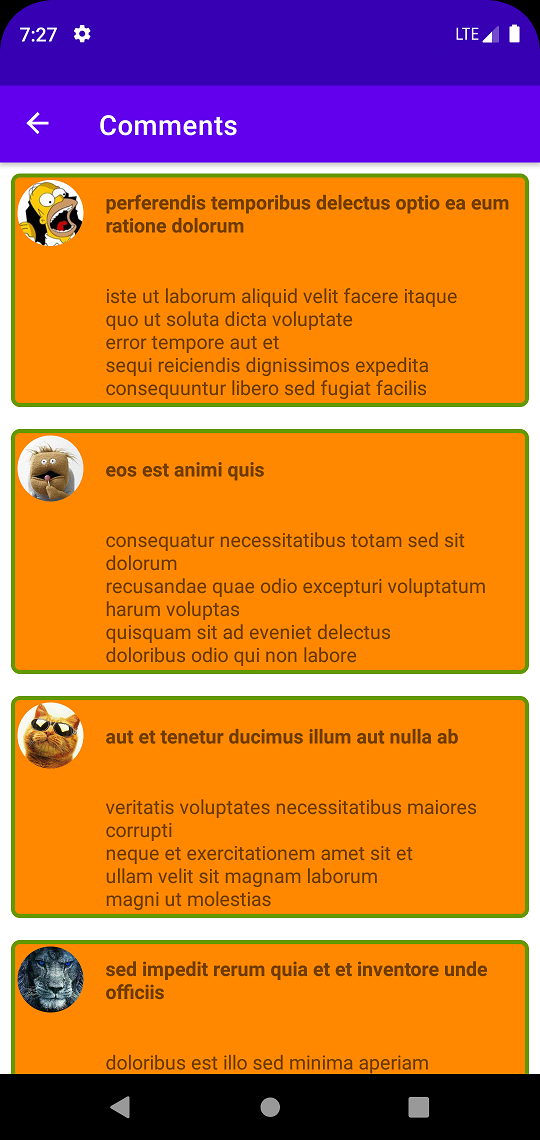 7:27
LTE
Comments
perferendis temporibus delectus optio ea eum
ratione dolorum
iste ut laborum aliquid velit facere itaque
quo ut soluta dicta voluptate
error tempore aut et
sequi reiciendis dignissimos expedita
consequuntur libero sed fugiat facilis
eos est animi quis
consequatur necessitatibus totam sed sit
dolorum
recusandae quae odio excepturi voluptatum
harum voluptas
quisquam sit ad eveniet delectus
doloribus odio qui non labore
aut et tenetur ducimus illum aut nulla ab
veritatis voluptates necessitatibus maiores
corrupti
neque et exercitationem amet sit et
ullam velit sit magnam laborum
magni ut molestias
sed impedit rerum quia et et inventore unde
officiis
doloribus est illo sed minima aperiam